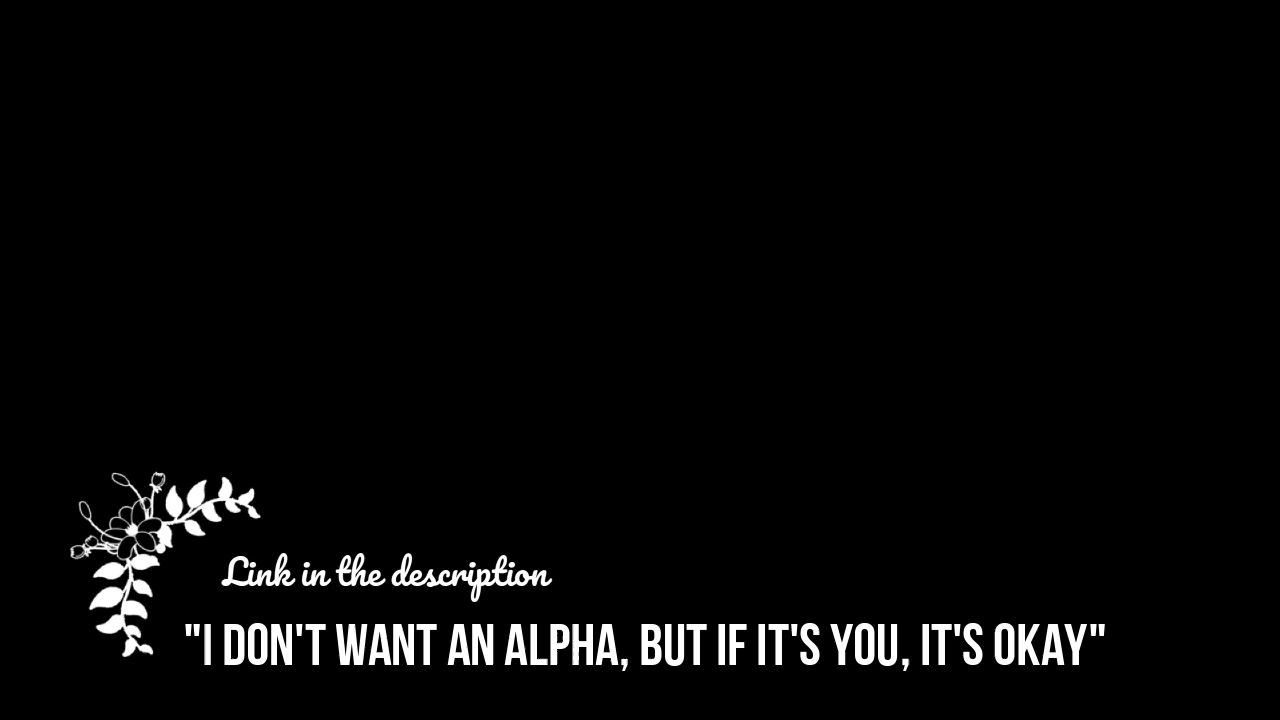 Link in the description
"I DON'T WANT AN ALPHA, BUT IF IT'S YOU, IT'S OKAY"